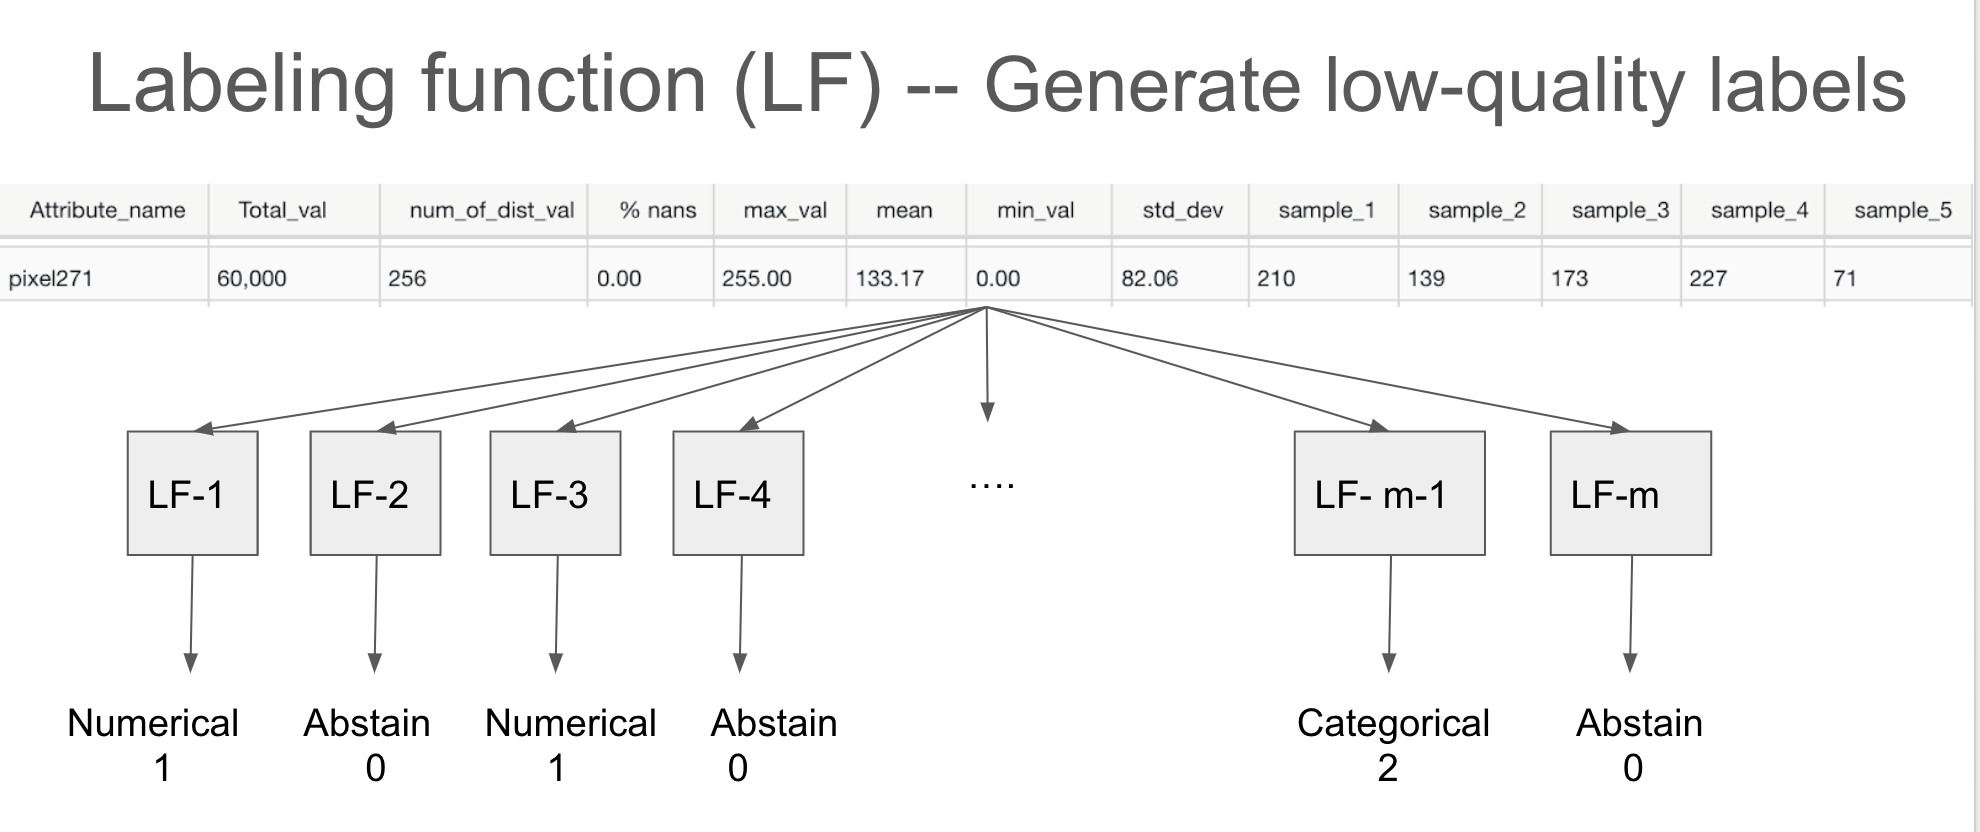 Labeling function (LF) -- Generate low-quality labels
Attribute_name Total_val num_of_dist_val % nans max_val mean min_val std_dev sample_1 sample_2 sample_3 sample_4 sample_5
pixel271 60,000 256 0.00 255.00 133.17 0.00 82.06 210 139 173 227 71
LF-1 LF-2 LF-3 LF-4 .... LF- m-1 LF-m
Numerical Abstain Numerical Abstain Categorical Abstain
1 0 1 0 2 0